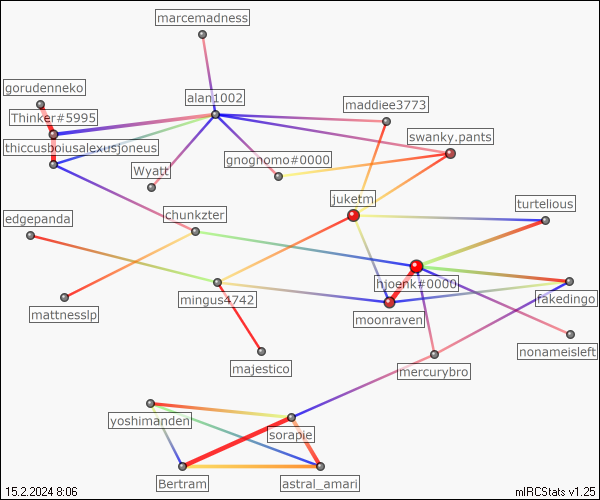 marcemadness
gorudenneko
alan1002
Thinker#5995
maddiee3773
swanky.pants
thiccusboiusalexusjoneus
gnognomo#0000
Wyatt
juketm
turtelious
edgepanda
chunkzter
hjoenk#0000
mingus4742
fakedingo
mattnesslp
moonraven
nonameisleft
majestico
mercurybro
yoshimanden
sorapie
Bertram
astral_amari
15.2.2024 8:06
mIRCStats v1.25